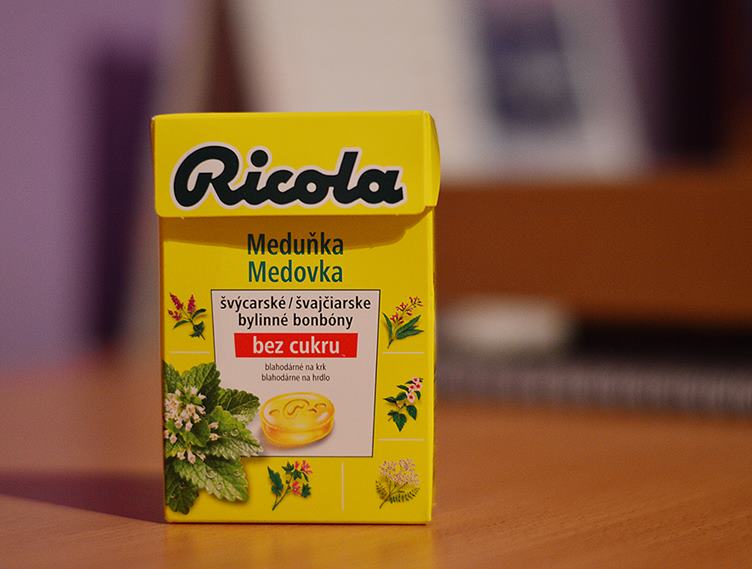 Ricola
Meduňka
Medovka
švýcarské / švajčiarske
bylinné bonbóny
bez cukru
blahodárné na krk
blahodárne na hrdlo